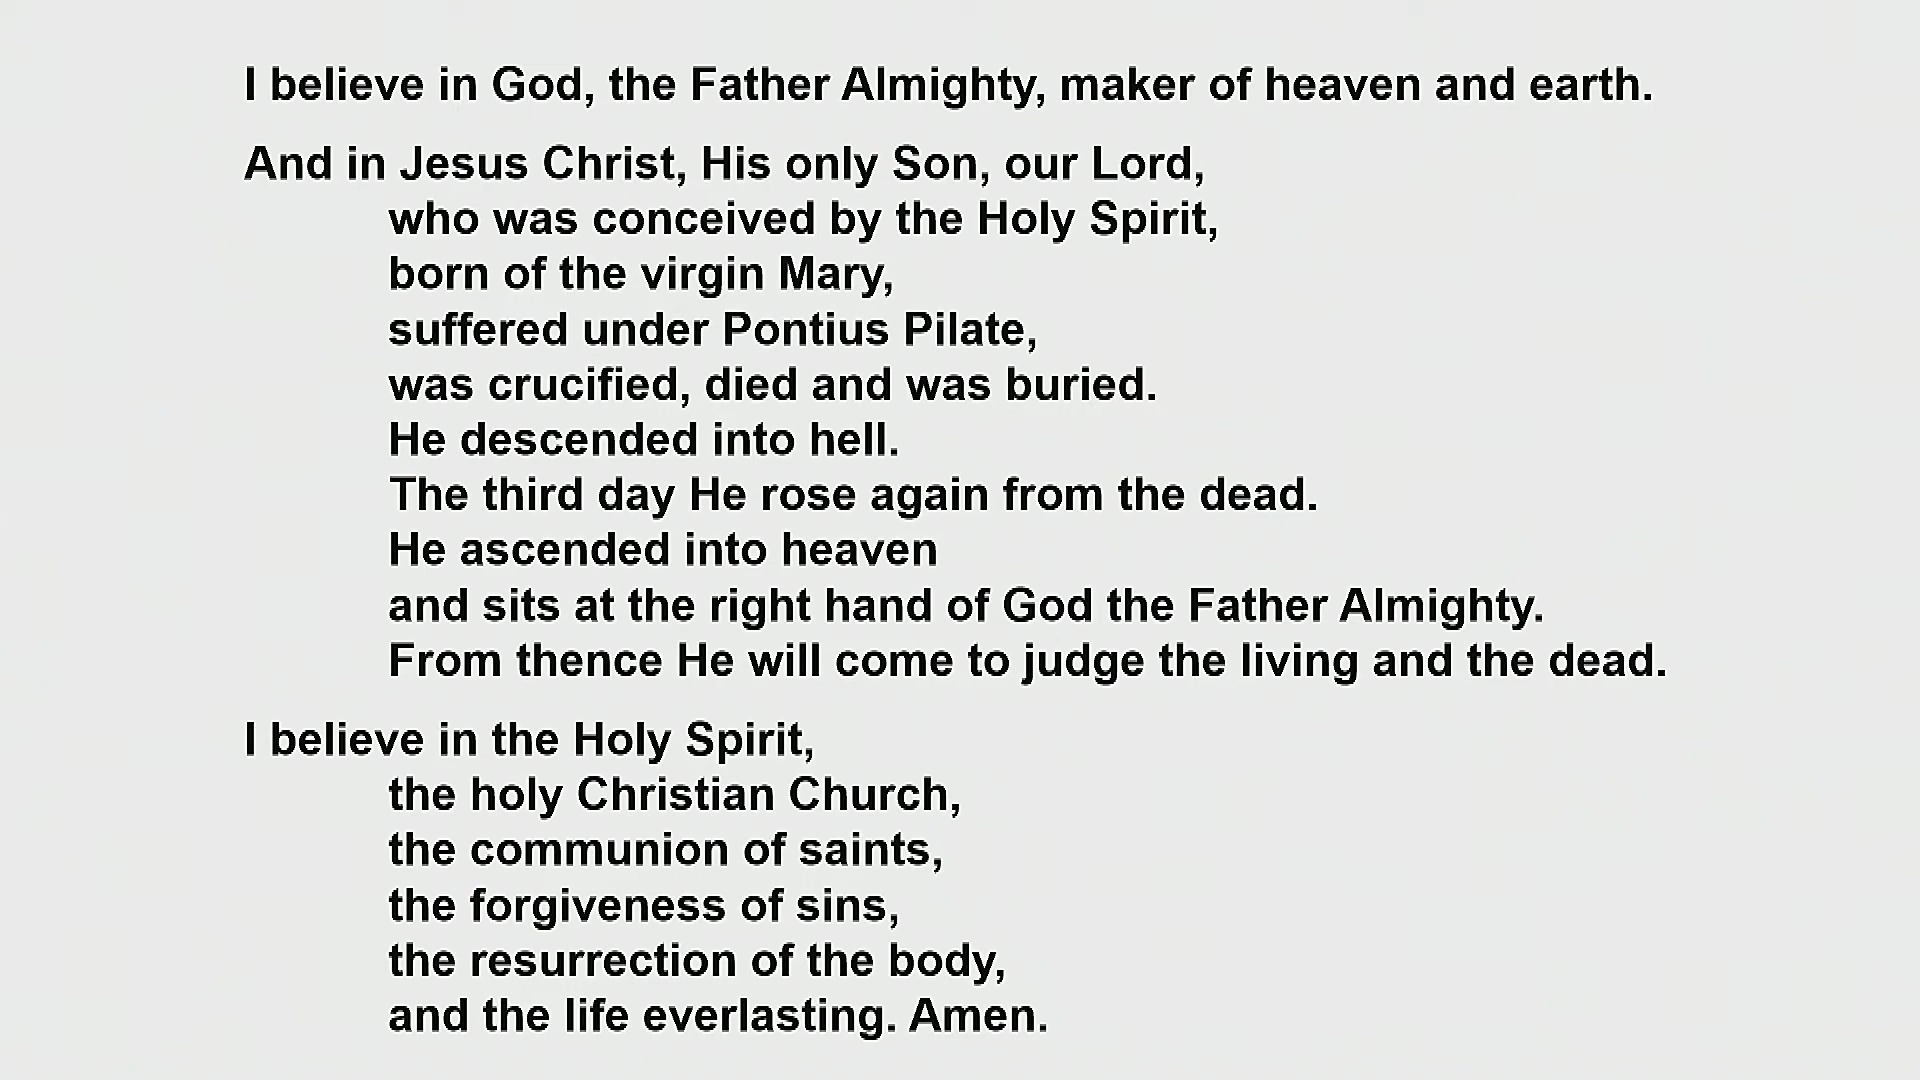 I believe in God, the Father Almighty, maker of heaven and earth.
And in Jesus Christ, His only Son, our Lord,
who was conceived by the Holy Spirit,
born of the virgin Mary,
suffered under Pontius Pilate,
was crucified, died and was buried.
He descended into hell.
The third day He rose again from the dead.
He ascended into heaven
and sits at the right hand of God the Father Almighty.
From thence He will come to judge the living and the dead.
I believe in the Holy Spirit,
the holy Christian Church,
the communion of saints,
the forgiveness of sins,
the resurrection of the body,
and the life everlasting. Amen.